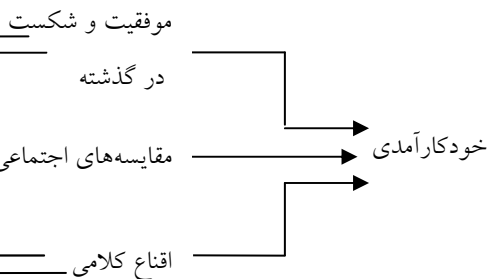 موفقیت و شکست
در گذشته
خودکارآمدی
مقایسه‌های اجتماعی
اقناع کلامی